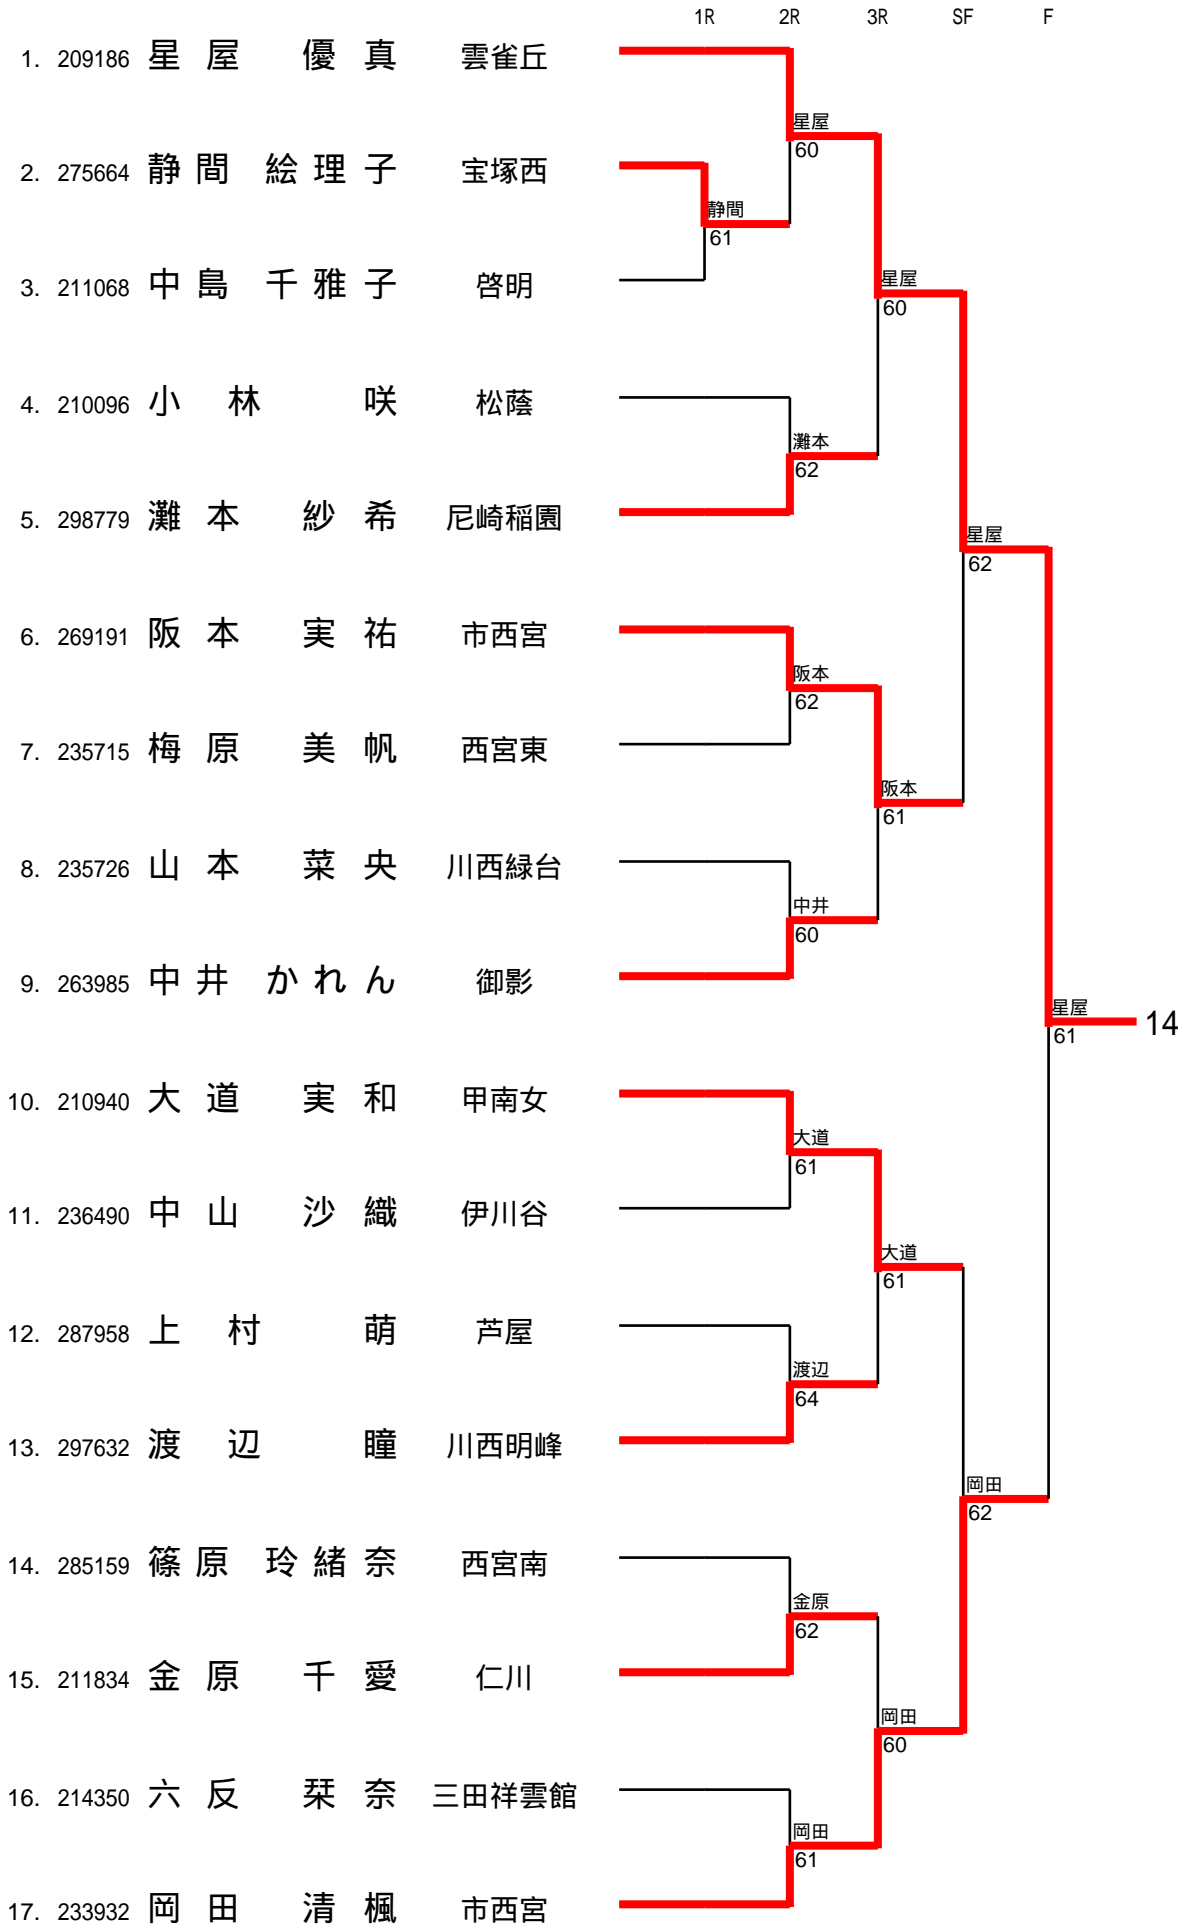 1R 2R 3R SF F
1. 209186 星屋 優真 雲雀丘
星屋
60
2. 275664 静間 絵理子 宝塚西
静間
61
3. 211068 中島 千雅子 啓明
星屋
60
4. 210096 小林 咲 松蔭
灘本
62
5. 298779 灘本 紗希 尼崎稲園
星屋
62
6. 269191 阪本 実祐 市西宮
阪本
62
7. 235715 梅原 美帆 西宮東
阪本
61
8. 235726 山本 菜央 川西緑台
中井
60
9. 263985 中井 かれん 御影
星屋
61
14
10. 210940 大道 実和 甲南女
大道
61
11. 236490 中山 沙織 伊川谷
大道
61
12. 287958 上村 萌 芦屋
渡辺
64
13. 297632 渡辺 瞳 川西明峰
岡田
62
14. 285159 篠原 玲緒奈 西宮南
金原
62
15. 211834 金原 千愛 仁川
岡田
60
16. 214350 六反 栞奈 三田祥雲館
岡田
61
17. 233932 岡田 清楓 市西宮